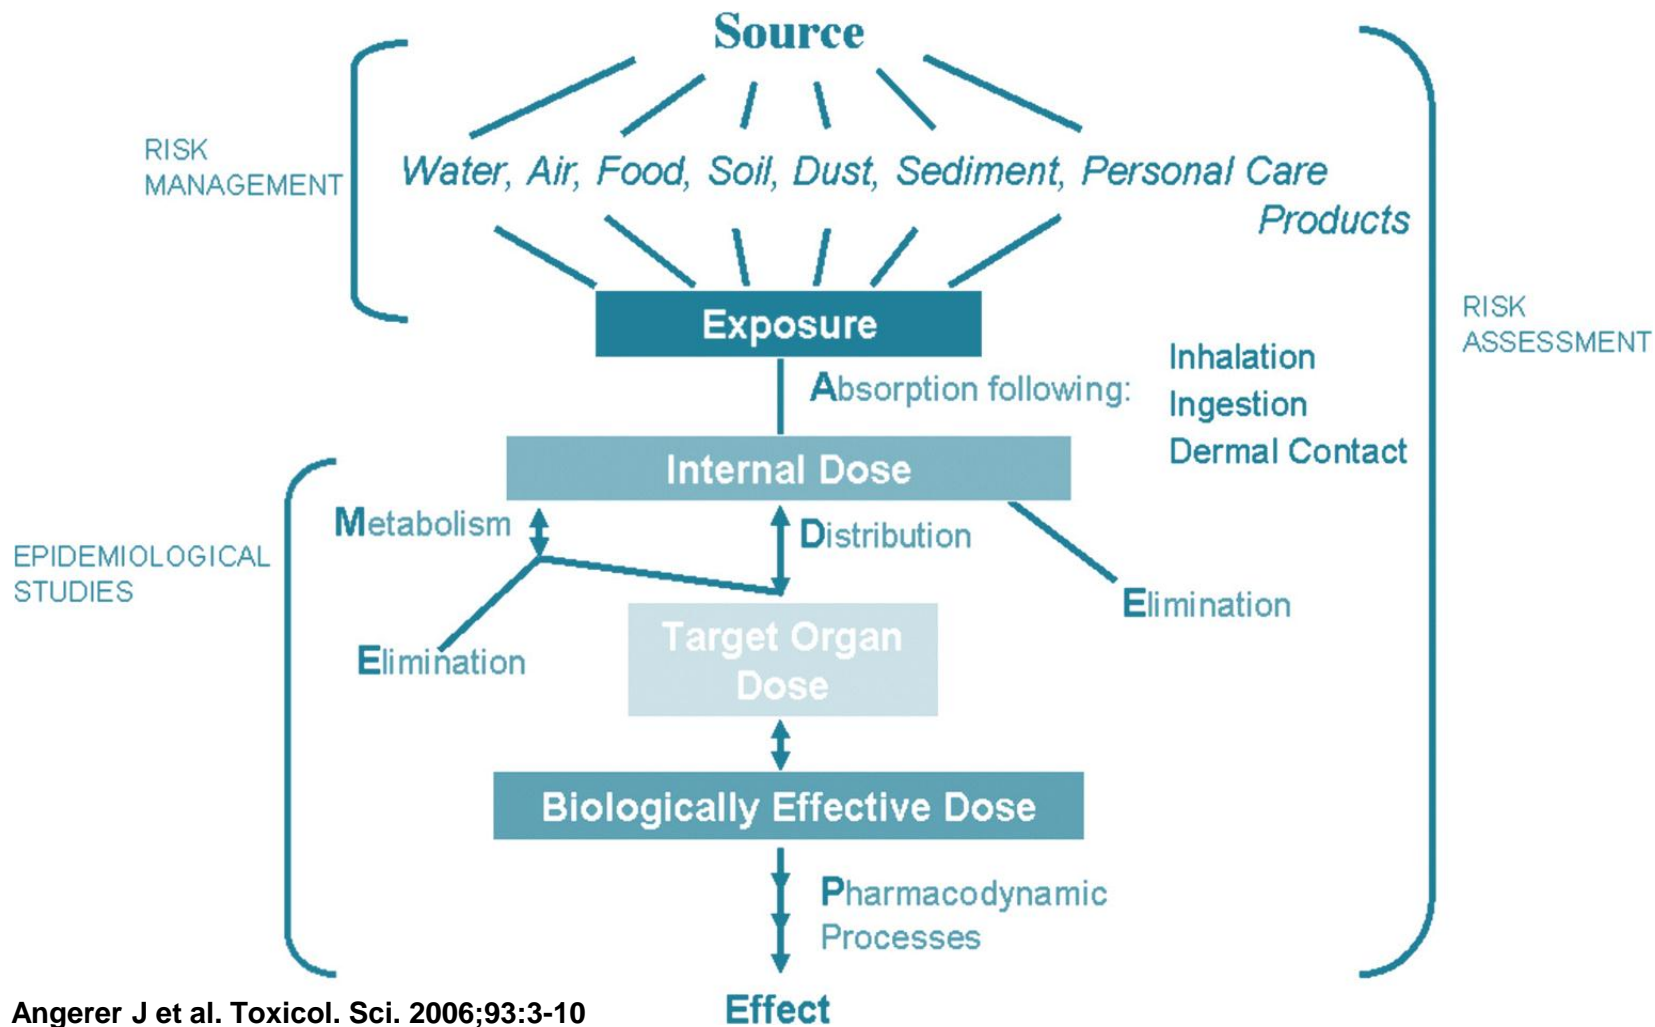 Source
RISK
MANAGEMENT
Water, Air, Food, Soil, Dust, Sediment, Personal Care
Products
RISK
ASSESSMENT
Exposure
Absorption following:
Inhalation
Ingestion
Dermal Contact
Internal Dose
Metabolism
Distribution
EPIDEMIOLOGICAL
STUDIES
Elimination
Elimination
Target Organ
Dose
Biologically Effective Dose
Pharmacodynamic
Processes
Effect
Angerer J et al. Toxicol. Sci. 2006;93:3-10